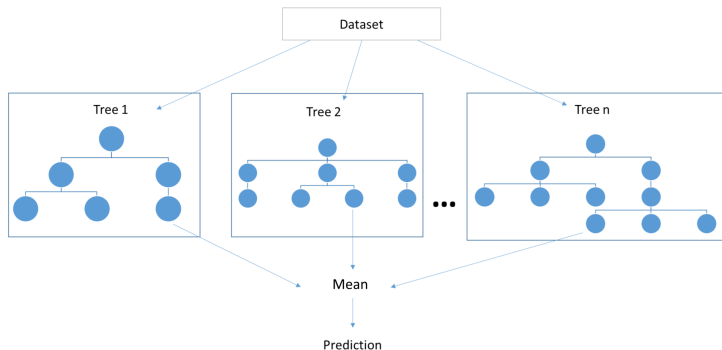 Dataset
Tree 1
Tree 2
Tree n
...
Mean
Prediction